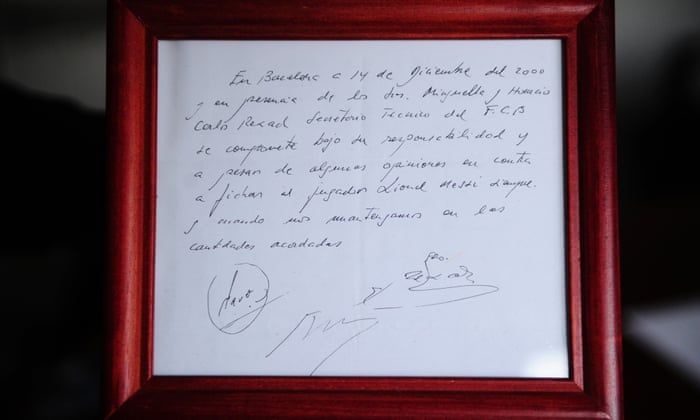 En Barcelona a 14 de Diciembre del 2000
y en presencia de los Srs. Minguella y Horacio
Carlos Rexach Secretario Tecnico del F.C.B
se compromete bajo su responsabilidad y
a pesar de algunas opiniones en contra
a fichar al jugador Lionel Messi siempre
y cuando nos mantengamos en las
cantidades acordadas